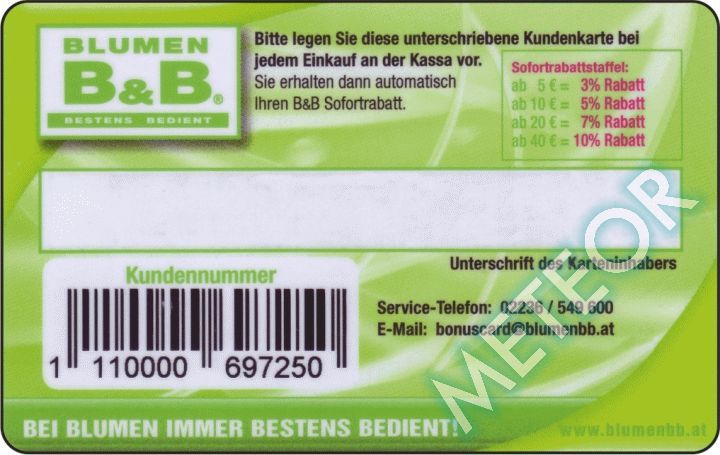 BLUMEN
B&B®
BESTENS BEDIENT
Bitte legen Sie diese unterschriebene Kundenkarte bei
jedem Einkauf an der Kassa vor.
Sie erhalten dann automatisch
Ihren B&B Sofortrabatt.
Sofortrabattstaffel:
ab 5 € = 3% Rabatt
ab 10 € = 5% Rabatt
ab 20 € = 7% Rabatt
ab 40 € = 10% Rabatt
Unterschrift des Karteninhabers
Kundennummer
1 110000 697250
Service-Telefon: 02236 / 549 600
E-Mail: bonuscard@blumenbb.at
METEOR
BEI BLUMEN IMMER BESTENS BEDIENT!
www.blumenbb.at